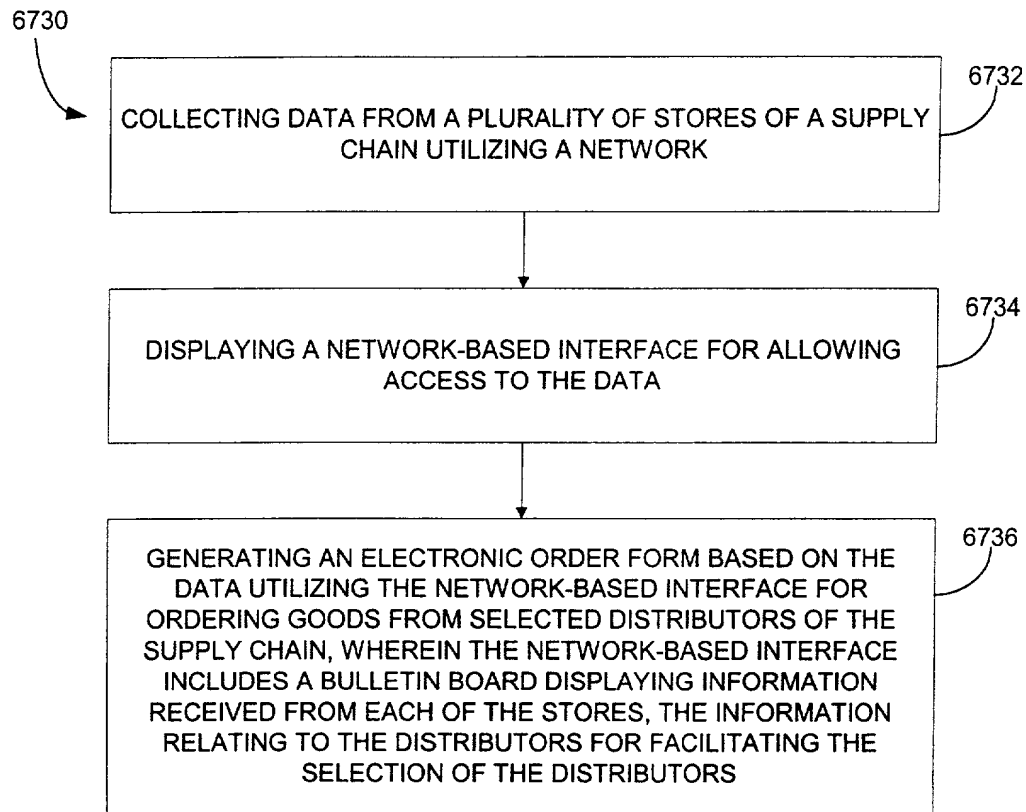 6730
6732
COLLECTING DATA FROM A PLURALITY OF STORES OF A SUPPLY
CHAIN UTILIZING A NETWORK
6734
DISPLAYING A NETWORK-BASED INTERFACE FOR ALLOWING
ACCESS TO THE DATA
6736
GENERATING AN ELECTRONIC ORDER FORM BASED ON THE
DATA UTILIZING THE NETWORK-BASED INTERFACE FOR
ORDERING GOODS FROM SELECTED DISTRIBUTORS OF THE
SUPPLY CHAIN, WHEREIN THE NETWORK-BASED INTERFACE
INCLUDES A BULLETIN BOARD DISPLAYING INFORMATION
RECEIVED FROM EACH OF THE STORES, THE INFORMATION
RELATING TO THE DISTRIBUTORS FOR FACILITATING THE
SELECTION OF THE DISTRIBUTORS